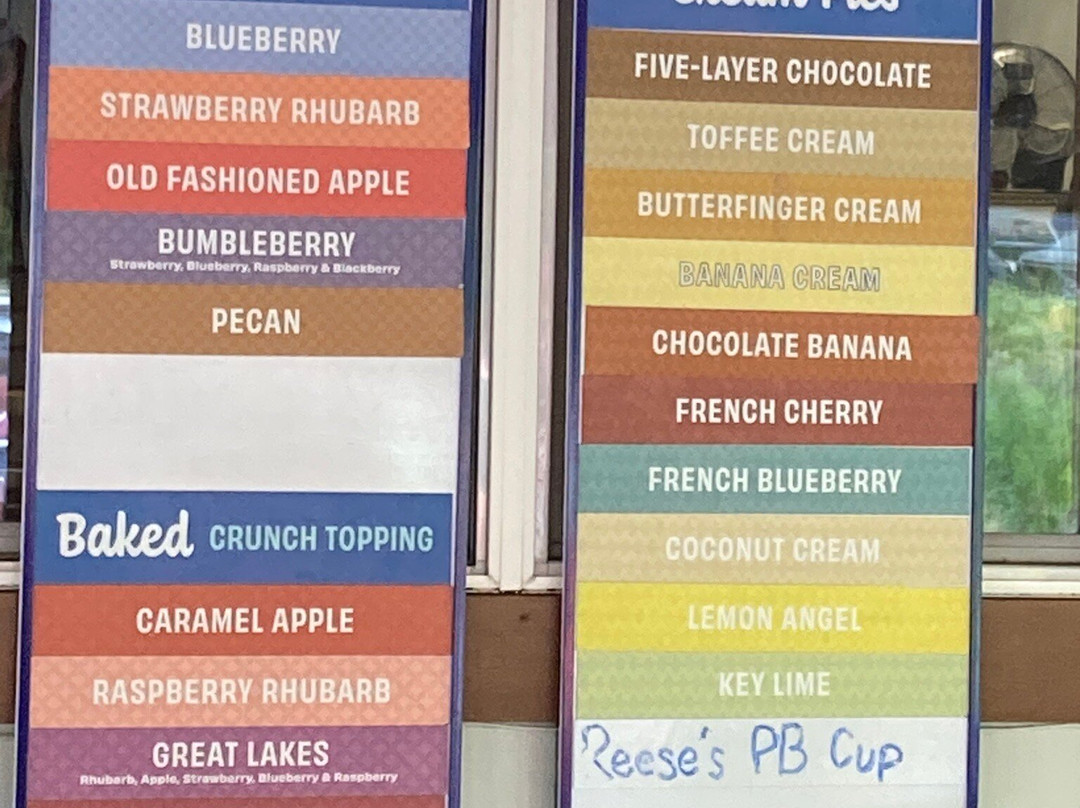 BLUEBERRY
STRAWBERRY RHUBARB
OLD FASHIONED APPLE
BUMBLEBERRY
Strawberry, Blueberry, Raspberry & Blackberry
PECAN
Baked CRUNCH TOPPING
CARAMEL APPLE
RASPBERRY RHUBARB
GREAT LAKES
Rhubarb, Apple, Strawberry, Blueberry & Raspberry
Cream Pies
FIVE-LAYER CHOCOLATE
TOFFEE CREAM
BUTTERFINGER CREAM
BANANA CREAM
CHOCOLATE BANANA
FRENCH CHERRY
FRENCH BLUEBERRY
COCONUT CREAM
LEMON ANGEL
KEY LIME
Reese's PB Cup